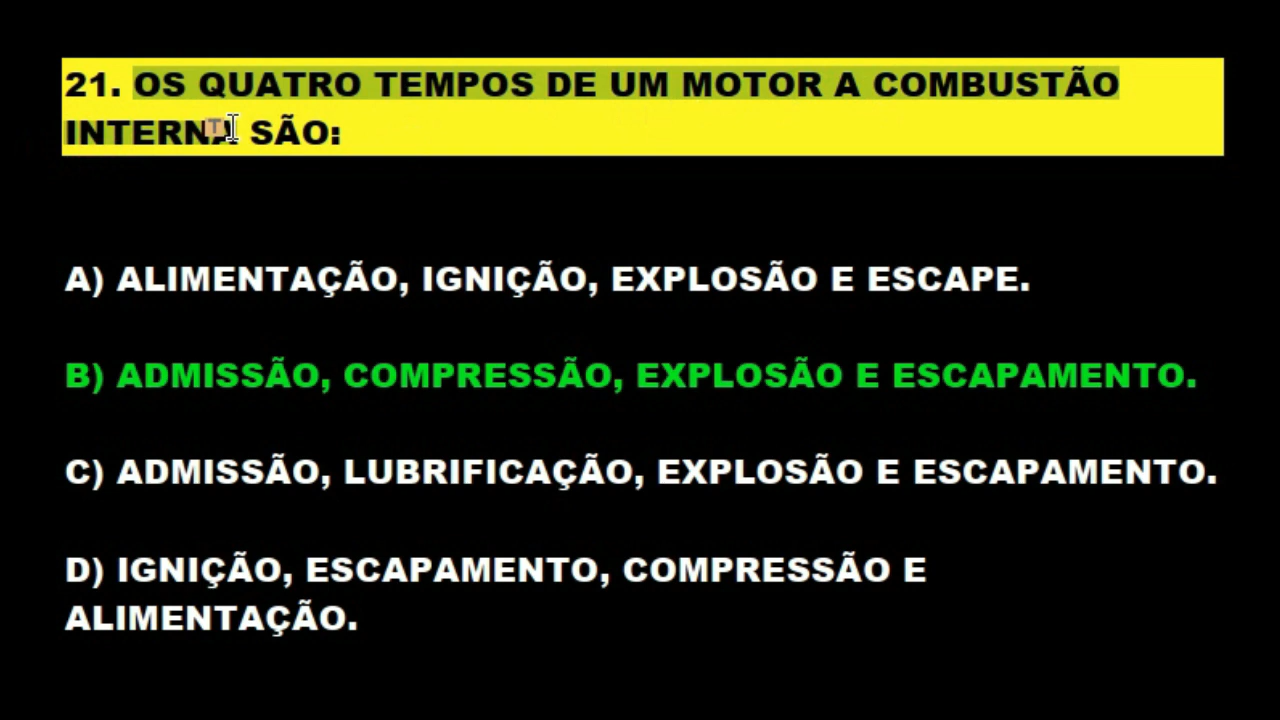 21. OS QUATRO TEMPOS DE UM MOTOR A COMBUSTÃO
INTERNA SÃO:
A) ALIMENTAÇÃO, IGNIÇÃO, EXPLOSÃO E ESCAPE.
B) ADMISSÃO, COMPRESSÃO, EXPLOSÃO E ESCAPAMENTO.
C) ADMISSÃO, LUBRIFICAÇÃO, EXPLOSÃO E ESCAPAMENTO.
D) IGNIÇÃO, ESCAPAMENTO, COMPRESSÃO E
ALIMENTAÇÃO.